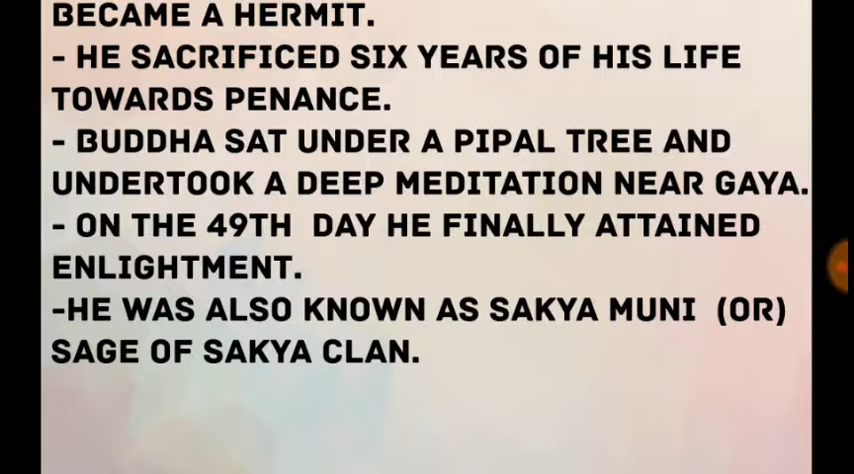 BECAME A HERMIT.
- HE SACRIFICED SIX YEARS OF HIS LIFE
TOWARDS PENANCE.
- BUDDHA SAT UNDER A PIPAL TREE AND
UNDERTOOK A DEEP MEDITATION NEAR GAYA.
- ON THE 49TH  DAY HE FINALLY ATTAINED
ENLIGHTMENT.
-HE WAS ALSO KNOWN AS SAKYA MUNI  (OR)
SAGE OF SAKYA CLAN.